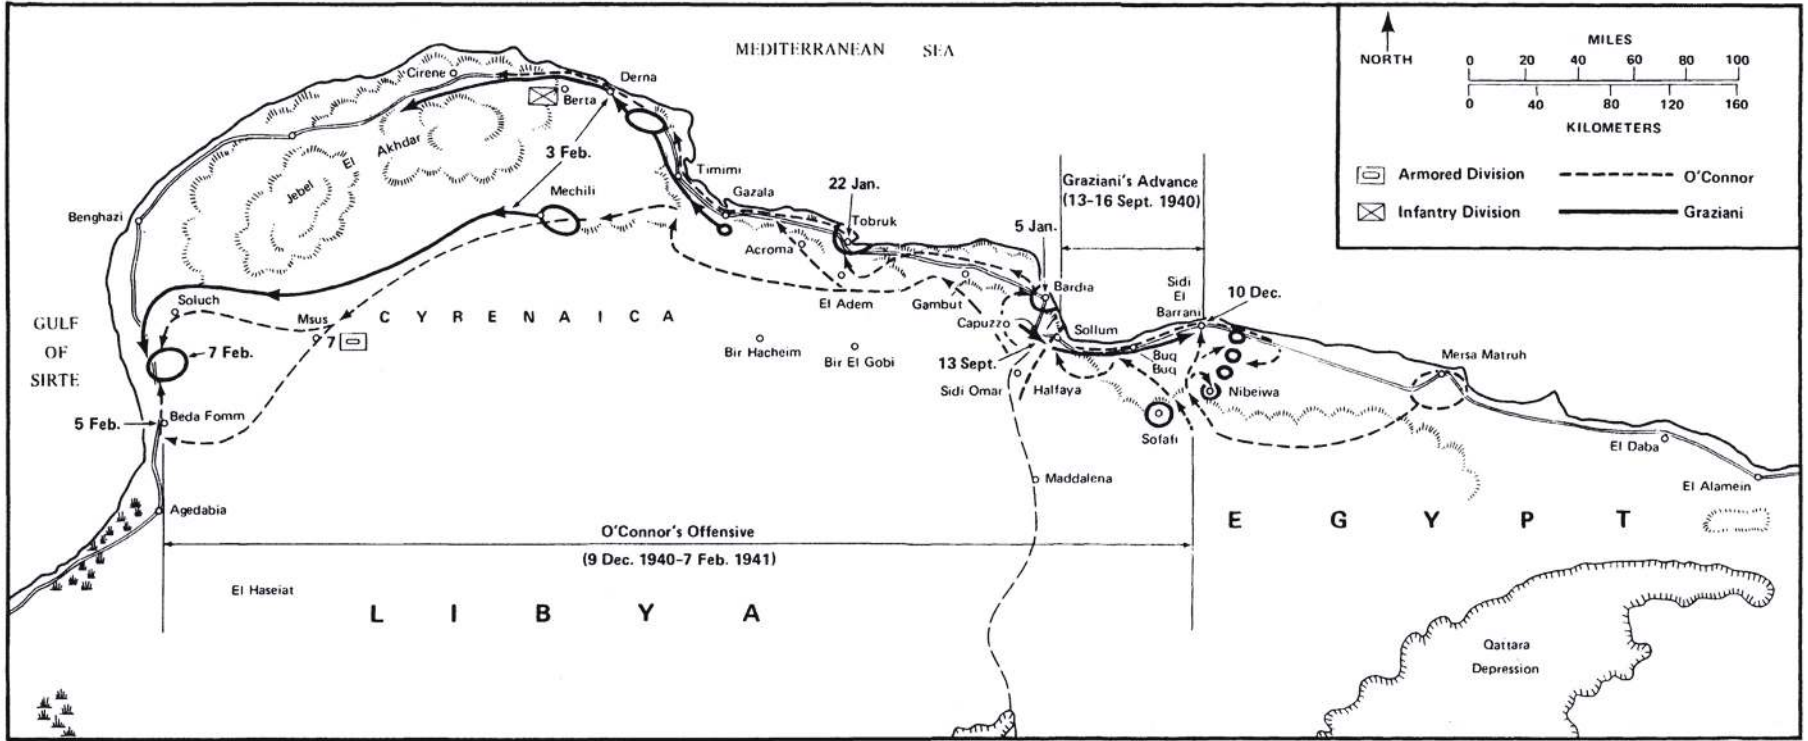 MEDITERRANEAN SEA
NORTH
MILES
0 20 40 60 80 100
0 40 80 120 160
KILOMETERS
Armored Division
O'Connor
Infantry Division
Graziani
Cirene
Derna
Berta
Jebel El Akhdar
3 Feb.
Timimi
Mechili
Gazala
22 Jan.
Tobruk
Acroma
Graziani's Advance
(13-16 Sept. 1940)
5 Jan.
Benghazi
El Adem
Gambut
Bardia
Capuzzo
Sollum
Sidi
El
Barrani
10 Dec.
GULF
OF
SIRTE
Soluch
Msus
7
CYRENAICA
7 Feb.
Bir Hacheim
Bir El Gobi
13 Sept.
Buq
Buq
Mersa Matruh
Sidi Omar
Halfaya
Nibeiwa
5 Feb.
Beda Fomm
Sofafi
El Daba
Maddalena
El Alamein
Agedabia
EGYPT
O'Connor's Offensive
(9 Dec. 1940-7 Feb. 1941)
El Haseiat
LIBYA
Qattara
Depression